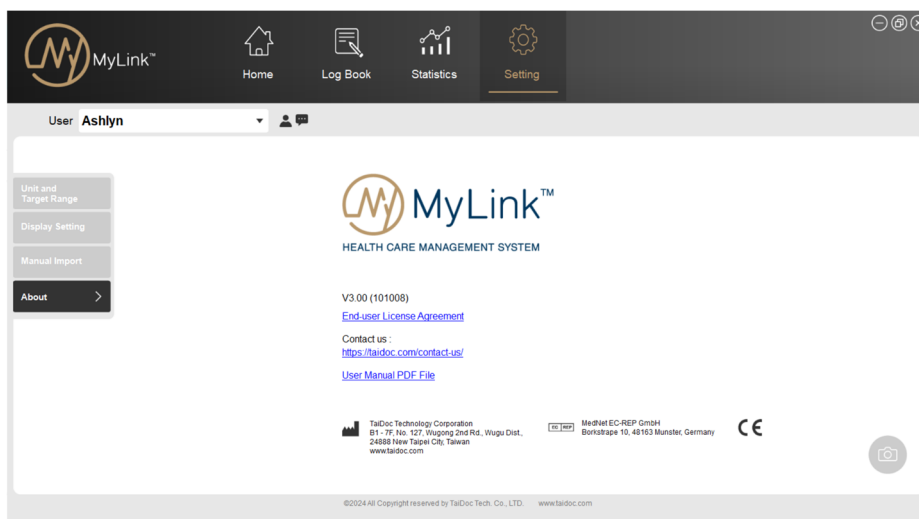 My MyLink™
Home
Log Book
Statistics
Setting
User Ashlyn
Unit and
Target Range
Display Setting
Manual Import
About
My MyLink™
HEALTH CARE MANAGEMENT SYSTEM
V3.00 (101008)
End-user License Agreement
Contact us :
https://taidoc.com/contact-us/
User Manual PDF File
TaiDoc Technology Corporation
B1 - 7F, No. 127, Wugong 2nd Rd., Wugu Dist.,
24888 New Taipei City, Taiwan
www.taidoc.com
EC REP
MedNet EC-REP GmbH
Borkstrape 10, 48163 Munster, Germany
CE
©2024 All Copyright reserved by TaiDoc Tech. Co., LTD. www.taidoc.com